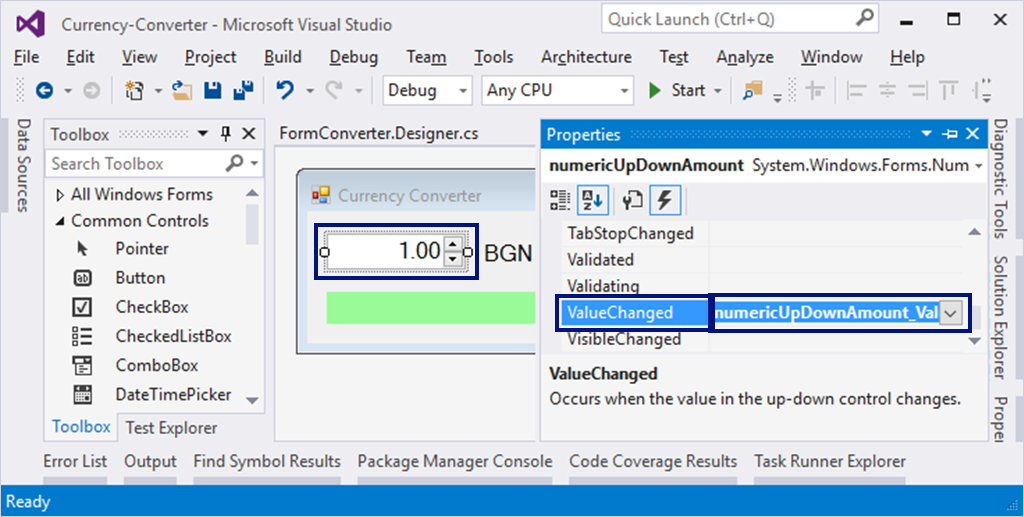 Currency-Converter - Microsoft Visual Studio
Quick Launch (Ctrl+Q)
File Edit View Project Build Debug Team Tools Architecture Test Analyze Window Help
Debug Any CPU Start
Data Sources
Toolbox
Search Toolbox
All Windows Forms
Common Controls
Pointer
Button
CheckBox
CheckedListBox
ComboBox
DateTimePicker
Toolbox Test Explorer
FormConverter.Designer.cs
Currency Converter
1.00 BGN
Properties
numericUpDownAmount System.Windows.Forms.Num
TabStopChanged
Validated
Validating
ValueChanged numericUpDownAmount_Val
VisibleChanged
ValueChanged
Occurs when the value in the up-down control changes.
Diagnostic Tools
Solution Explorer
Proper
Error List Output Find Symbol Results Package Manager Console Code Coverage Results Task Runner Explorer
Ready